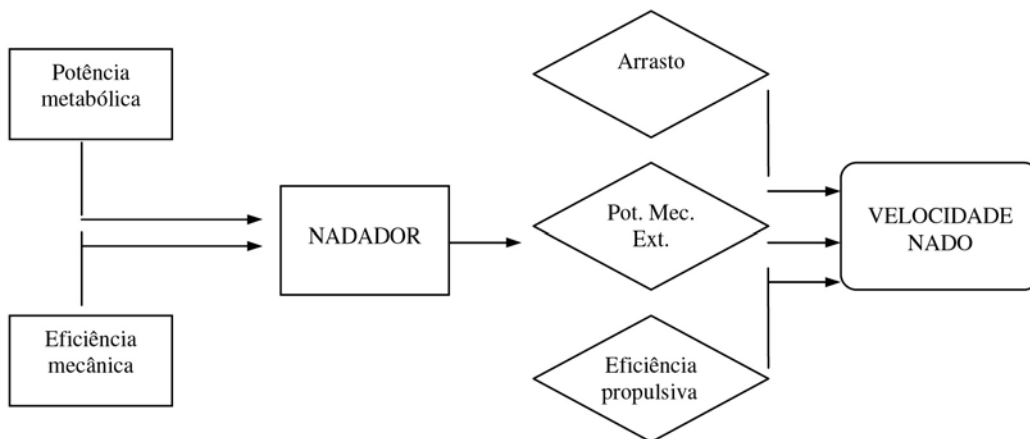 Potência
metabólica
Eficiência
mecânica
NADADOR
Arrasto
Pot. Mec.
Ext.
Eficiência
propulsiva
VELOCIDADE
NADO